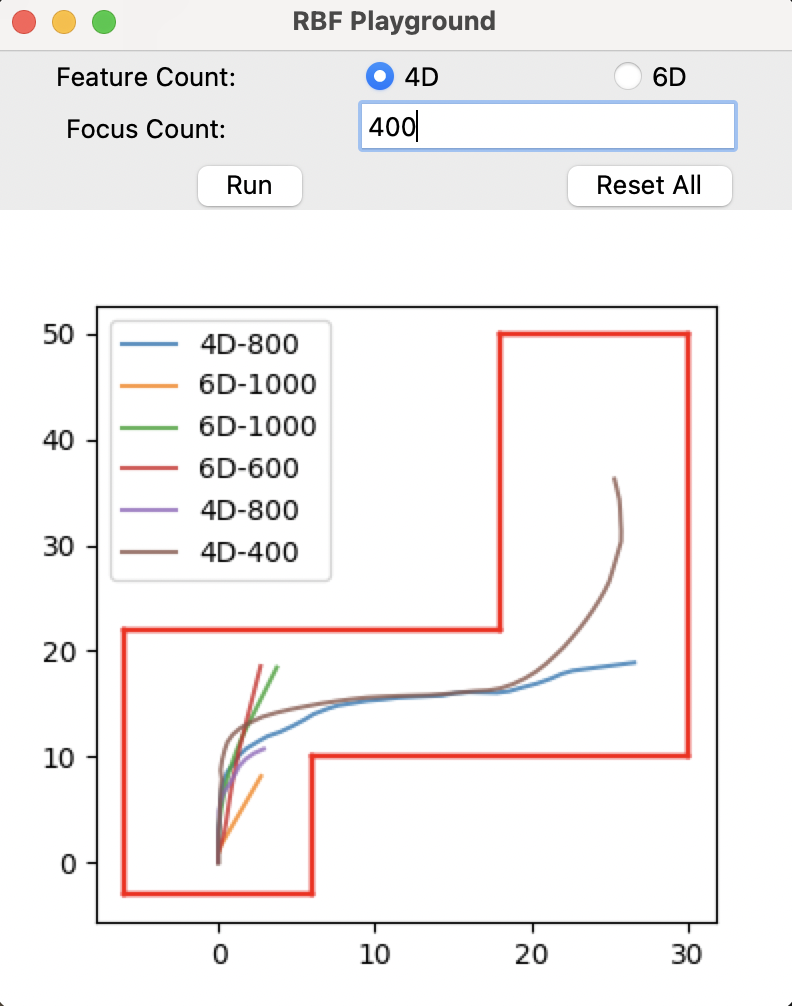 RBF Playground
Feature Count: 4D 6D
Focus Count: 400
Run Reset All
50
40
30
20
10
0
4D-800
6D-1000
6D-1000
6D-600
4D-800
4D-400
0 10 20 30